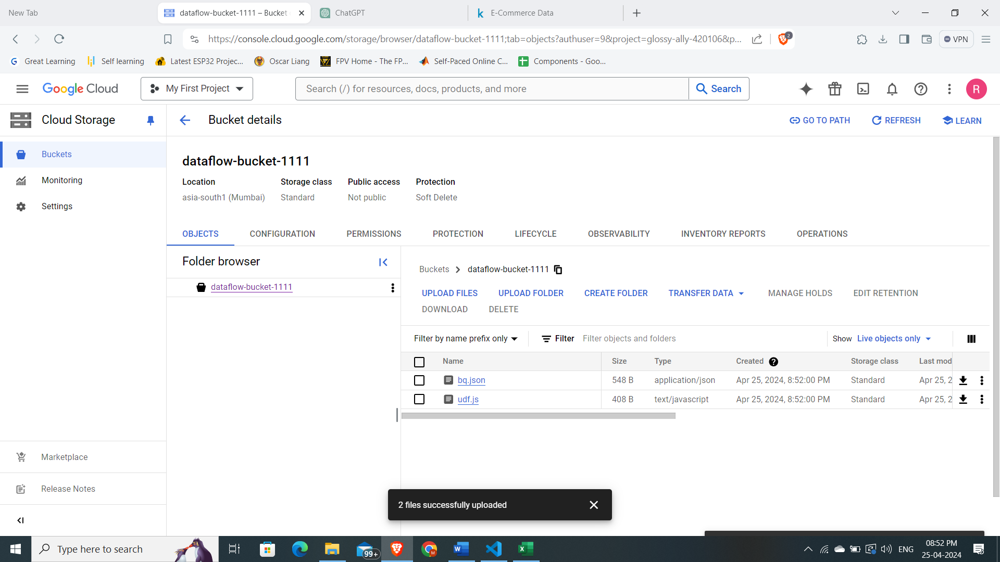 New Tab
dataflow-bucket-1111 – Bucket
ChatGPT
E-Commerce Data
https://console.cloud.google.com/storage/browser/dataflow-bucket-1111;tab=objects?authuser=9&project=glossy-ally-420106&p...
2
VPN
Great Learning
Self learning
Latest ESP32 Projec...
Oscar Liang
FPV Home - The FP...
Self-Paced Online C...
Components - Goo...
Google Cloud
My First Project
Search (/) for resources, docs, products, and more
Search
R
Cloud Storage
Bucket details
GO TO PATH
REFRESH
LEARN
Buckets
Monitoring
Settings
Marketplace
Release Notes
dataflow-bucket-1111
Location
Storage class
Public access
Protection
asia-south1 (Mumbai)
Standard
Not public
Soft Delete
OBJECTS
CONFIGURATION
PERMISSIONS
PROTECTION
LIFECYCLE
OBSERVABILITY
INVENTORY REPORTS
OPERATIONS
Folder browser
dataflow-bucket-1111
Buckets > dataflow-bucket-1111
UPLOAD FILES
UPLOAD FOLDER
CREATE FOLDER
TRANSFER DATA
MANAGE HOLDS
EDIT RETENTION
DOWNLOAD
DELETE
Filter by name prefix only
Filter
Filter objects and folders
Show
Live objects only
Name Size Type Created Storage class Last mod
bq.json 548 B application/json Apr 25, 2024, 8:52:00 PM Standard Apr 25, 2
udf.js 408 B text/javascript Apr 25, 2024, 8:52:00 PM Standard Apr 25, 2
2 files successfully uploaded
Type here to search
99+
ENG
08:52 PM
25-04-2024